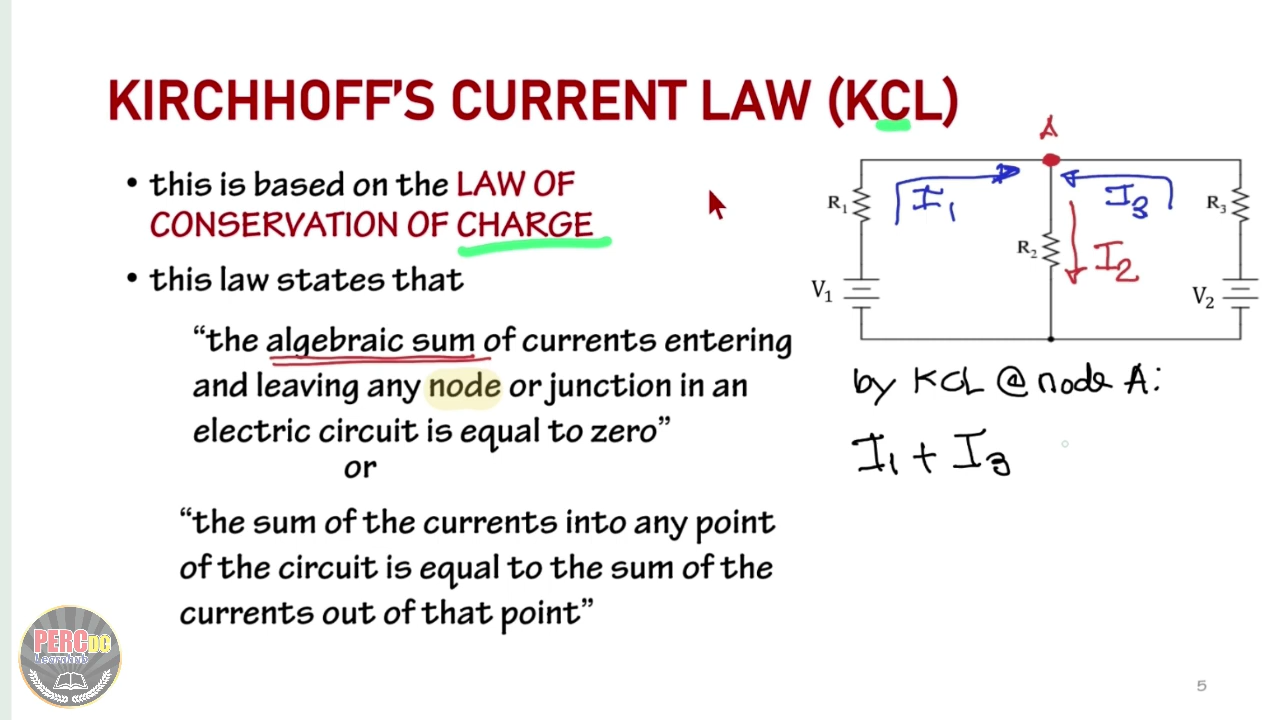 KIRCHHOFF'S CURRENT LAW (KCL)
• this is based on the LAW OF
CONSERVATION OF CHARGE
• this law states that
“the algebraic sum of currents entering
and leaving any node or junction in an
electric circuit is equal to zero”
or
“the sum of the currents into any point
of the circuit is equal to the sum of the
currents out of that point”
A
R₁
I₁
I₃
R₃
R₂
I₂
V₁
V₂
by KCL @ node A:
I₁ + I₃
PERCDC
Learnhub
5